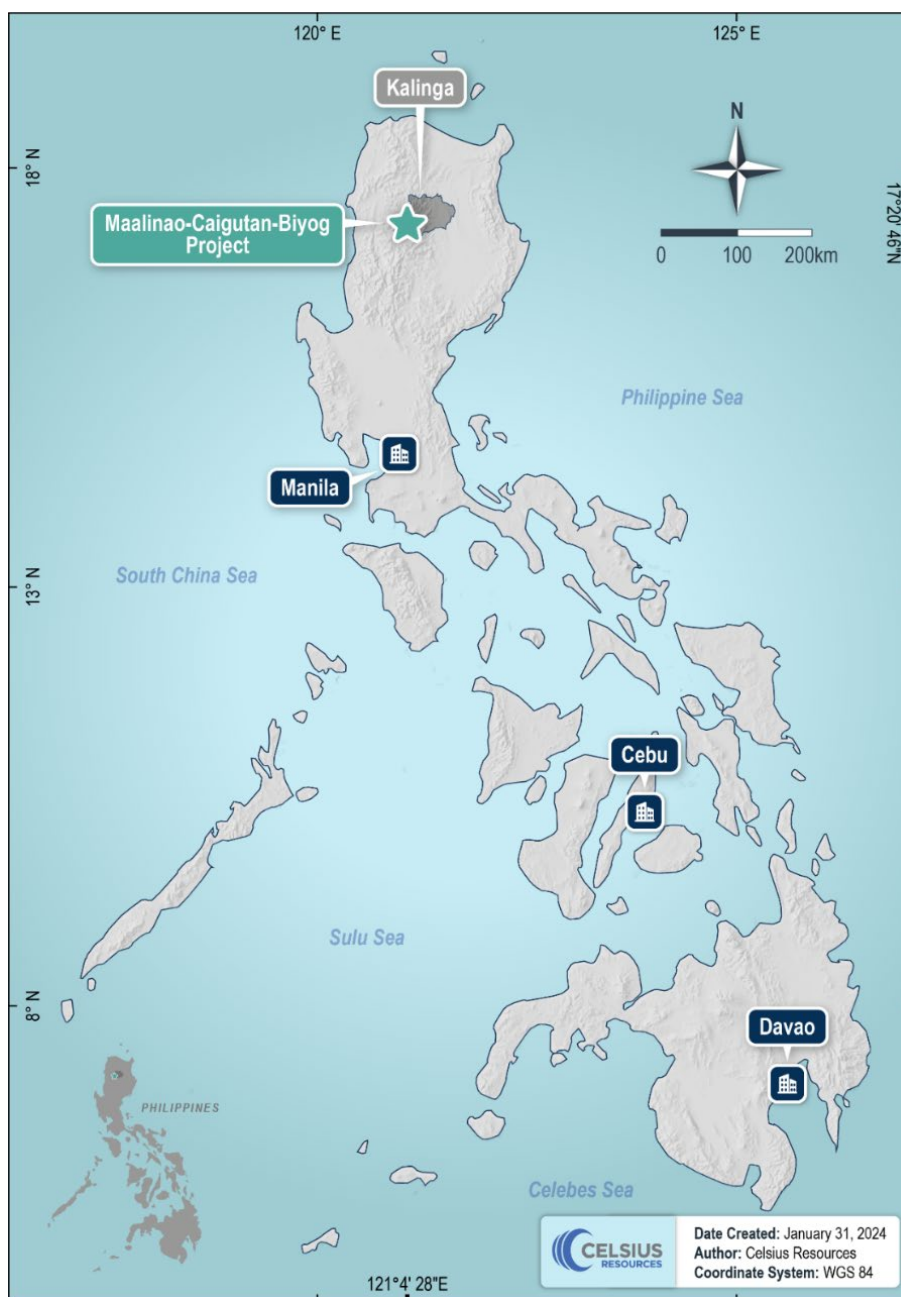 120° E
125° E
Kalinga
N
18° N
17°20' 46"N
Maalinao-Caigutan-Biyog
Project
0 100 200km
Philippine Sea
Manila
South China Sea
13° N
Cebu
Sulu Sea
8° N
Davao
PHILIPPINES
Celebes Sea
CELSIUS
RESOURCES
Date Created: January 31, 2024
Author: Celsius Resources
Coordinate System: WGS 84
121°4' 28"E